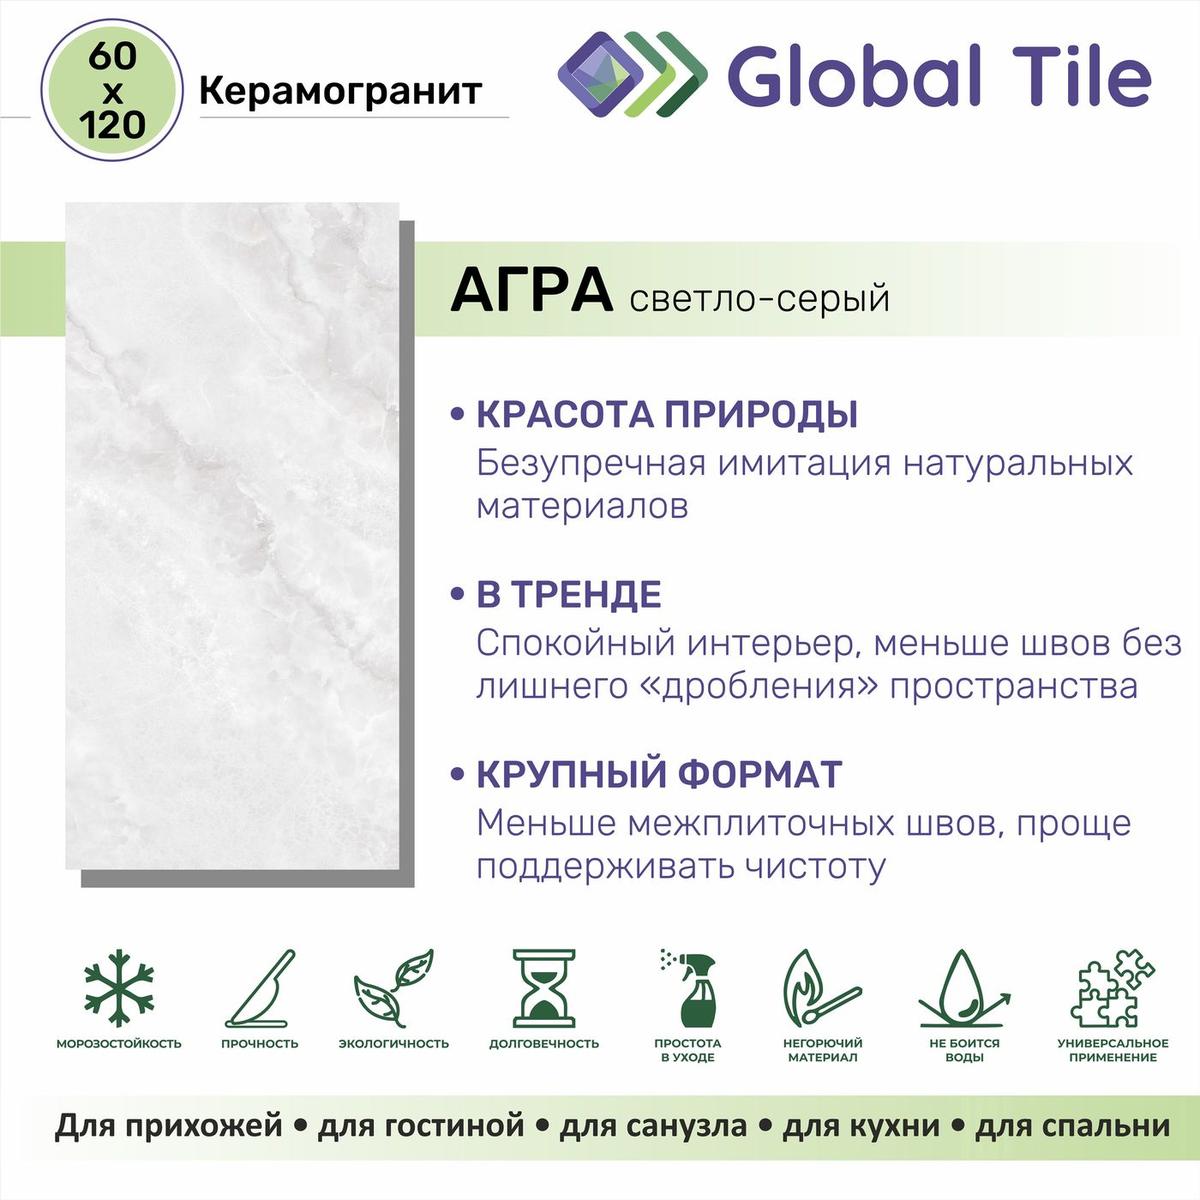 60
х
120
Керамогранит
Global Tile
АГРА светло-серый
• КРАСОТА ПРИРОДЫ
Безупречная имитация натуральных
материалов
• В ТРЕНДЕ
Спокойный интерьер, меньше швов без
лишнего «дробления» пространства
• КРУПНЫЙ ФОРМАТ
Меньше межплиточных швов, проще
поддерживать чистоту
МОРОЗОСТОЙКОСТЬ
ПРОЧНОСТЬ
ЭКОЛОГИЧНОСТЬ
ДОЛГОВЕЧНОСТЬ
ПРОСТОТА
В УХОДЕ
НЕГОРЮЧИЙ
МАТЕРИАЛ
НЕ БОИТСЯ
ВОДЫ
УНИВЕРСАЛЬНОЕ
ПРИМЕНЕНИЕ
Для прихожей • для гостиной • для санузла • для кухни • для спальни